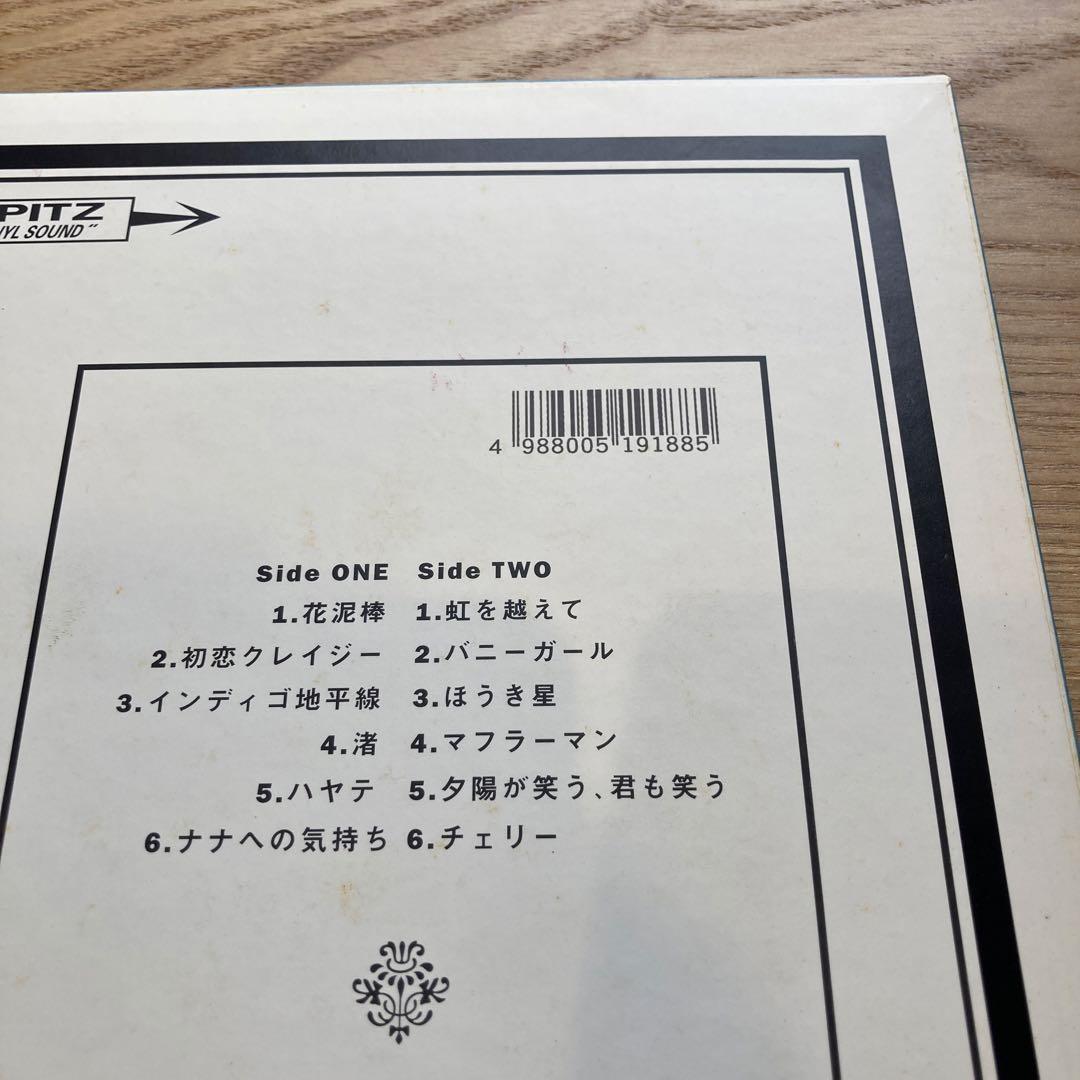 PITZ
NYL SOUND"
4 988005 191885
Side ONE Side TWO
1.花泥棒 1.虹を越えて
2.初恋クレイジー 2.バニーガール
3.インディゴ地平線 3.ほうき星
4.渚 4.マフラーマン
5.ハヤテ 5.夕陽が笑う、君も笑う
6.ナナへの気持ち 6.チェリー